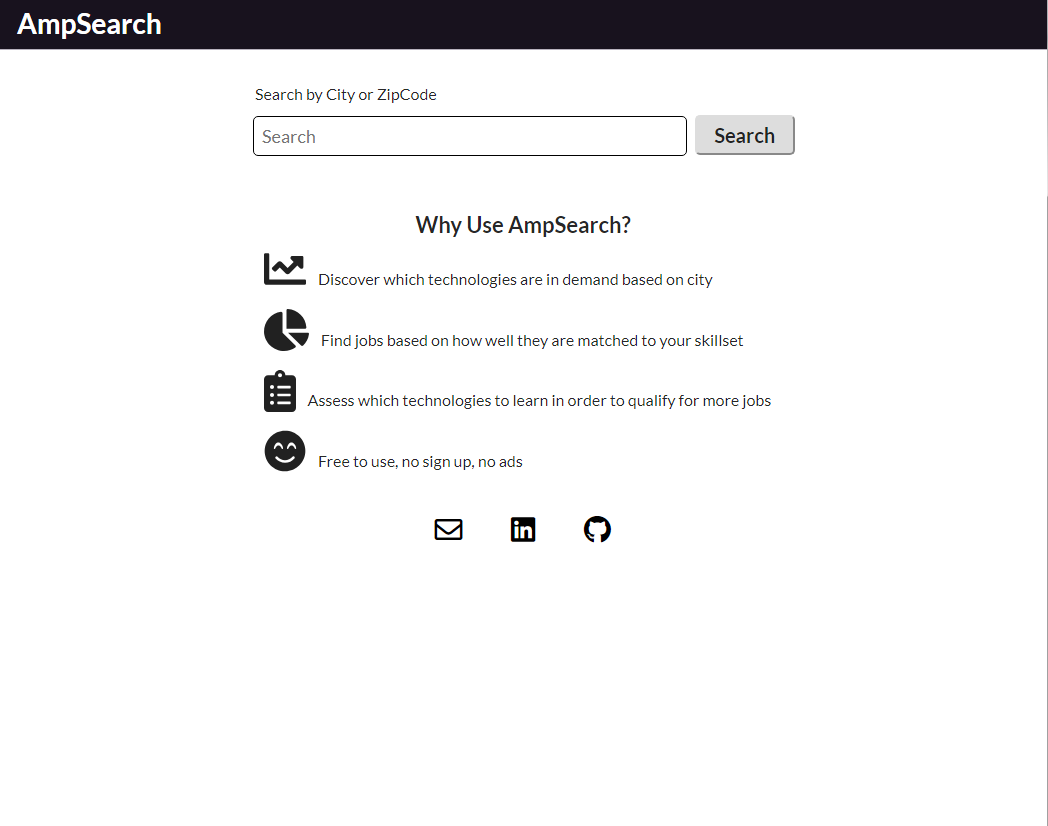 AmpSearch
Search by City or ZipCode
Search
Search
Why Use AmpSearch?
Discover which technologies are in demand based on city
Find jobs based on how well they are matched to your skillset
Assess which technologies to learn in order to qualify for more jobs
Free to use, no sign up, no ads
in